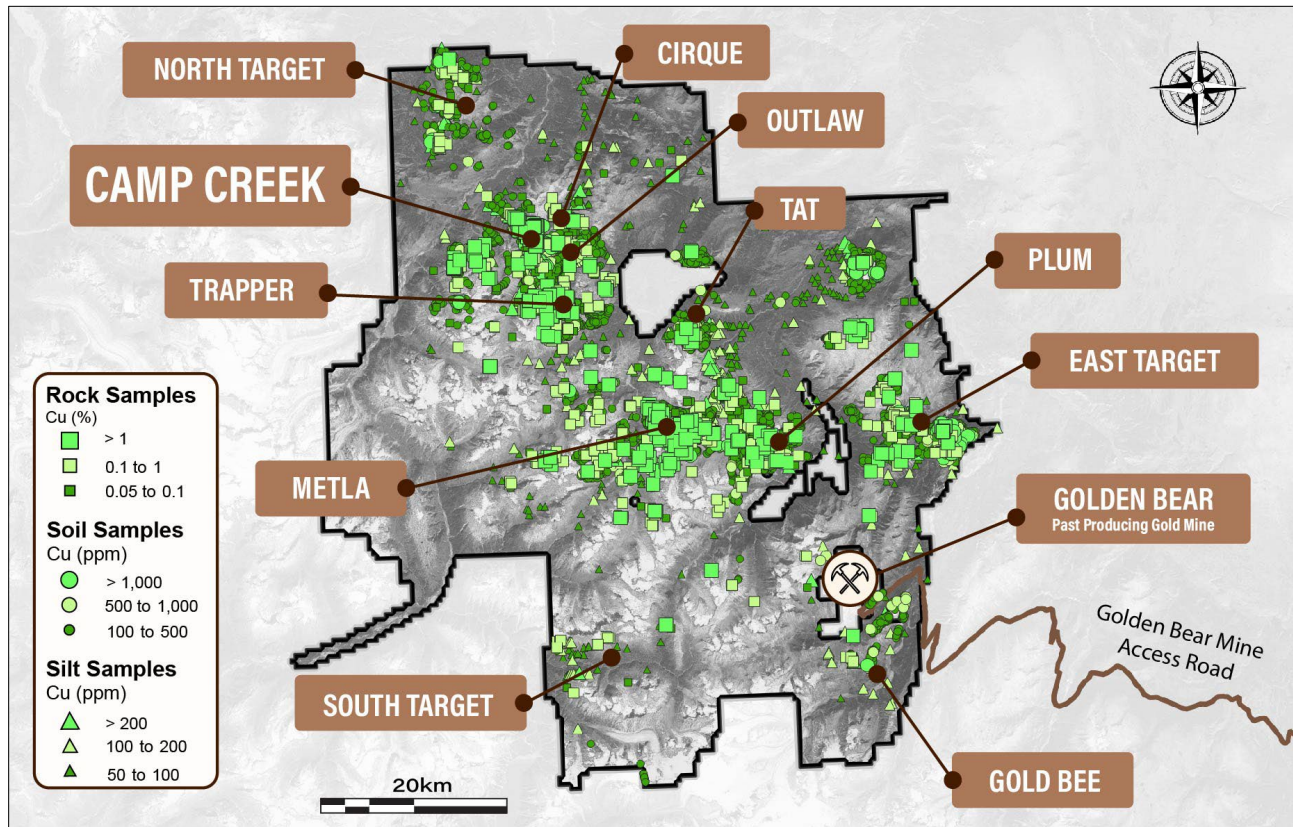 CIRQUE
NORTH TARGET
OUTLAW
CAMP CREEK
TAT
PLUM
TRAPPER
EAST TARGET
Rock Samples
Cu (%)
> 1
0.1 to 1
0.05 to 0.1
Soil Samples
Cu (ppm)
> 1,000
500 to 1,000
100 to 500
Silt Samples
Cu (ppm)
> 200
100 to 200
50 to 100
METLA
GOLDEN BEAR
Past Producing Gold Mine
Golden Bear Mine
Access Road
SOUTH TARGET
GOLD BEE
20km